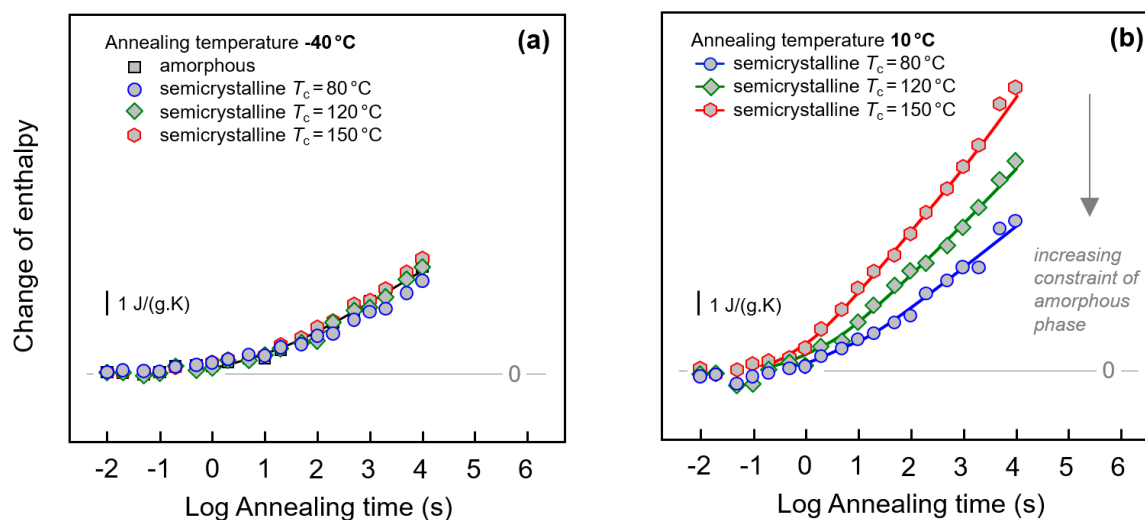 Annealing temperature -40 °C
(a)
amorphous
semicrystalline Tc = 80 °C
semicrystalline Tc = 120 °C
semicrystalline Tc = 150 °C
Change of enthalpy
1 J/(g.K)
0
-2 -1 0 1 2 3 4 5 6
Log Annealing time (s)
Annealing temperature 10 °C
(b)
semicrystalline Tc = 80 °C
semicrystalline Tc = 120 °C
semicrystalline Tc = 150 °C
increasing
constraint of
amorphous
phase
1 J/(g.K)
0
-2 -1 0 1 2 3 4 5 6
Log Annealing time (s)